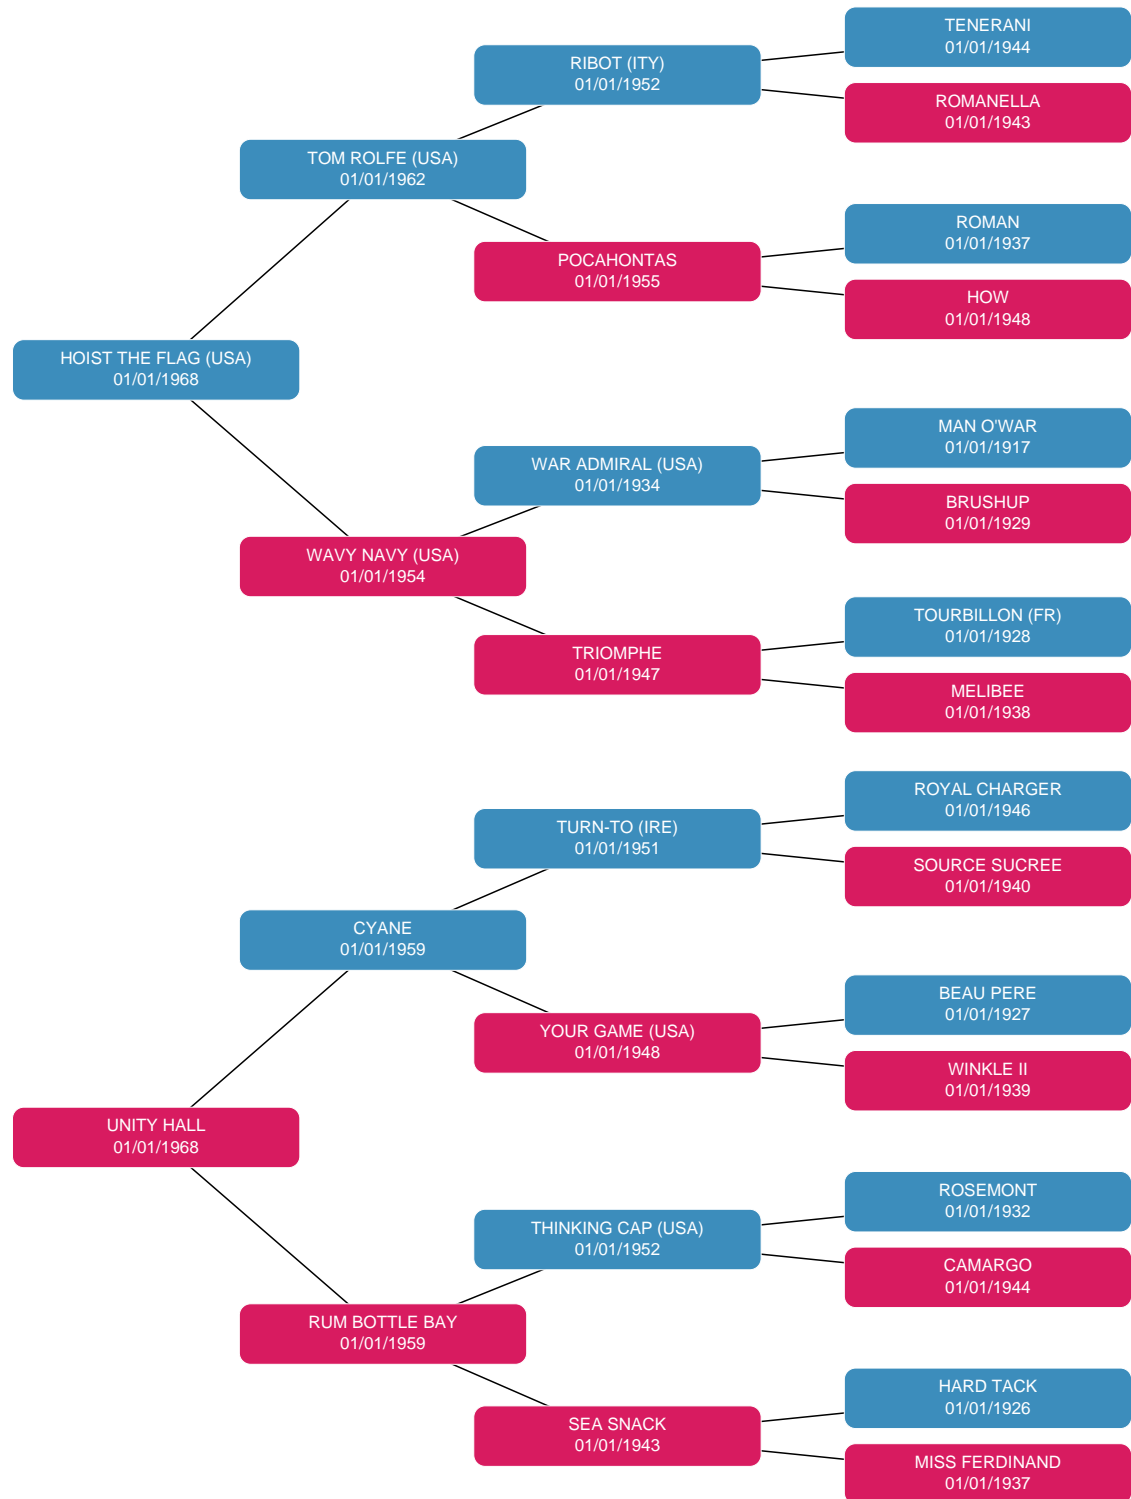 TENERANI
01/01/1944
RIBOT (ITY)
01/01/1952
ROMANELLA
01/01/1943
TOM ROLFE (USA)
01/01/1962
ROMAN
01/01/1937
POCAHONTAS
01/01/1955
HOW
01/01/1948
HOIST THE FLAG (USA)
01/01/1968
MAN O'WAR
01/01/1917
WAR ADMIRAL (USA)
01/01/1934
BRUSHUP
01/01/1929
WAVY NAVY (USA)
01/01/1954
TOURBILLON (FR)
01/01/1928
TRIOMPHE
01/01/1947
MELIBEE
01/01/1938
ROYAL CHARGER
01/01/1946
TURN-TO (IRE)
01/01/1951
SOURCE SUCREE
01/01/1940
CYANE
01/01/1959
BEAU PERE
01/01/1927
YOUR GAME (USA)
01/01/1948
WINKLE II
01/01/1939
UNITY HALL
01/01/1968
ROSEMONT
01/01/1932
THINKING CAP (USA)
01/01/1952
CAMARGO
01/01/1944
RUM BOTTLE BAY
01/01/1959
HARD TACK
01/01/1926
SEA SNACK
01/01/1943
MISS FERDINAND
01/01/1937